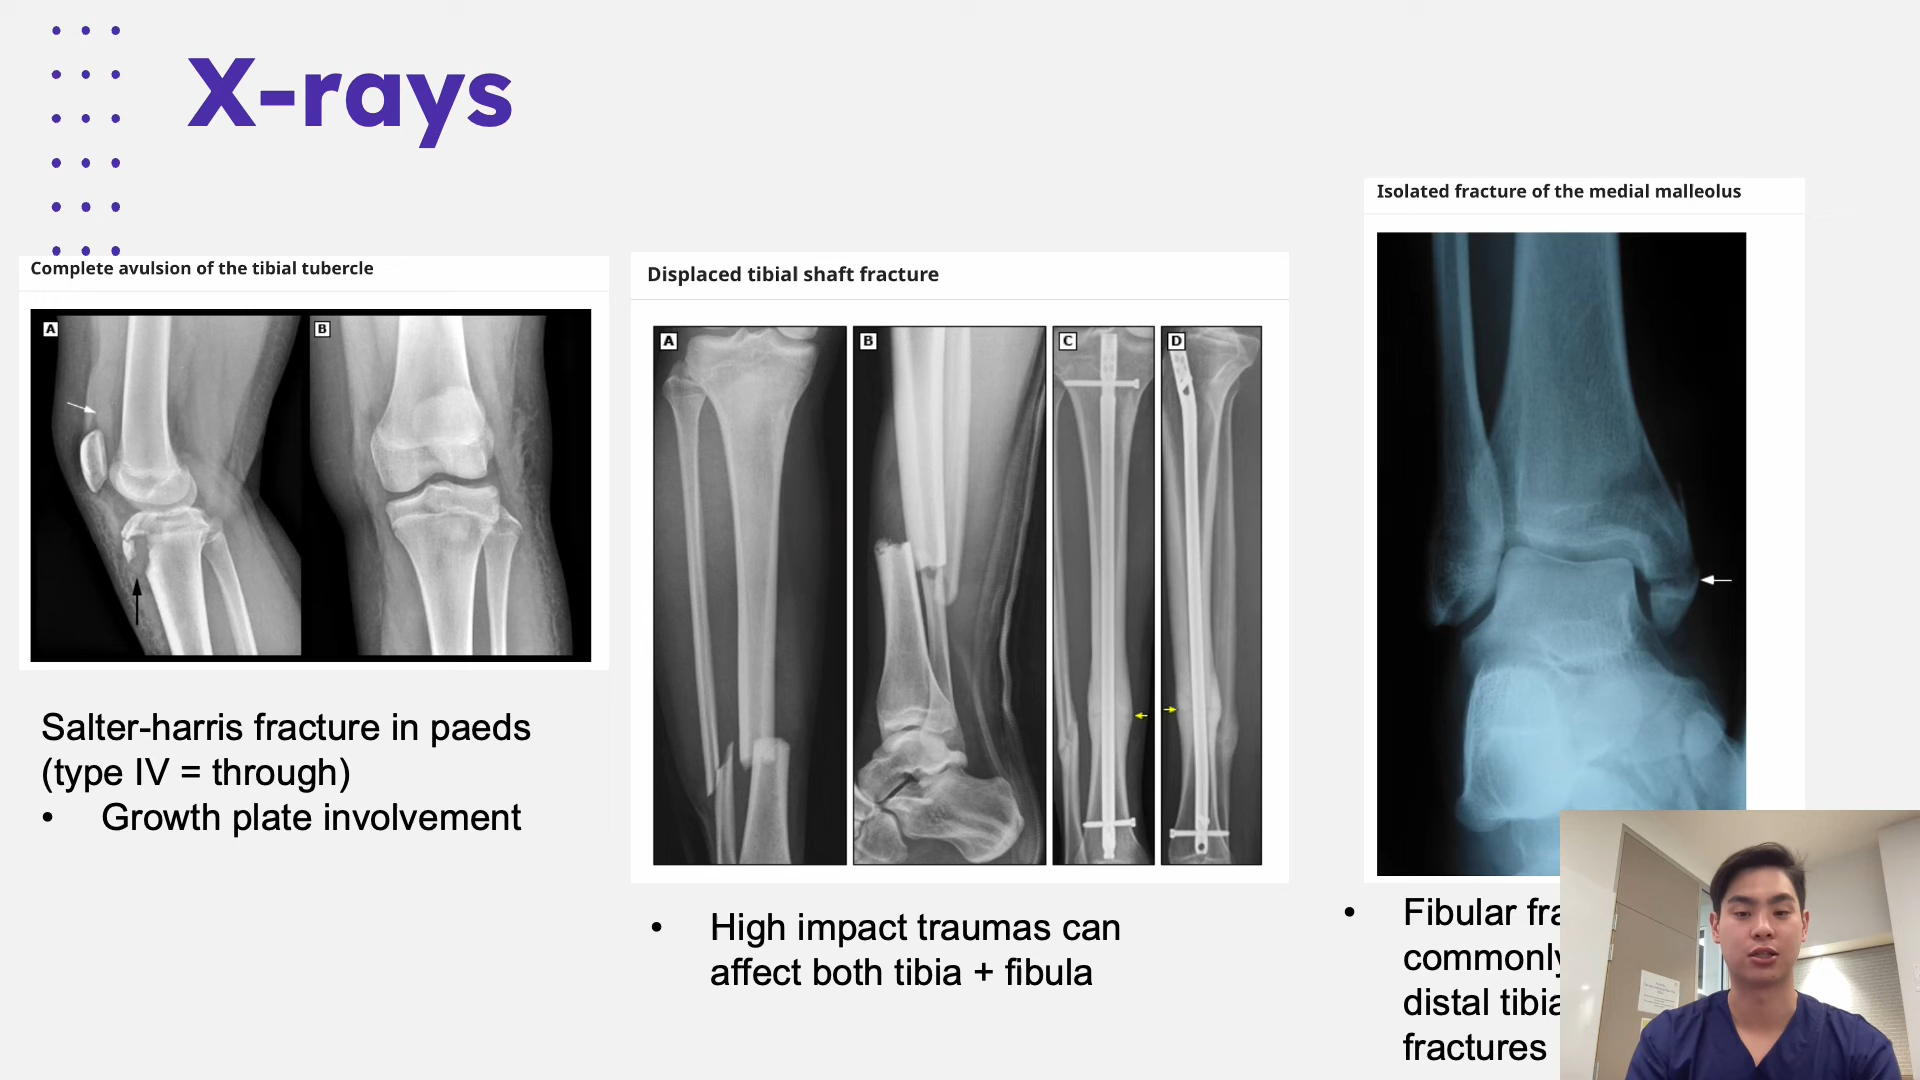 X-rays
Complete avulsion of the tibial tubercle
A
B
Salter-harris fracture in paeds
(type IV = through)
• Growth plate involvement
Displaced tibial shaft fracture
A
B
C
D
• High impact traumas can
affect both tibia + fibula
Isolated fracture of the medial malleolus
• Fibular
commonly
distal
fractures